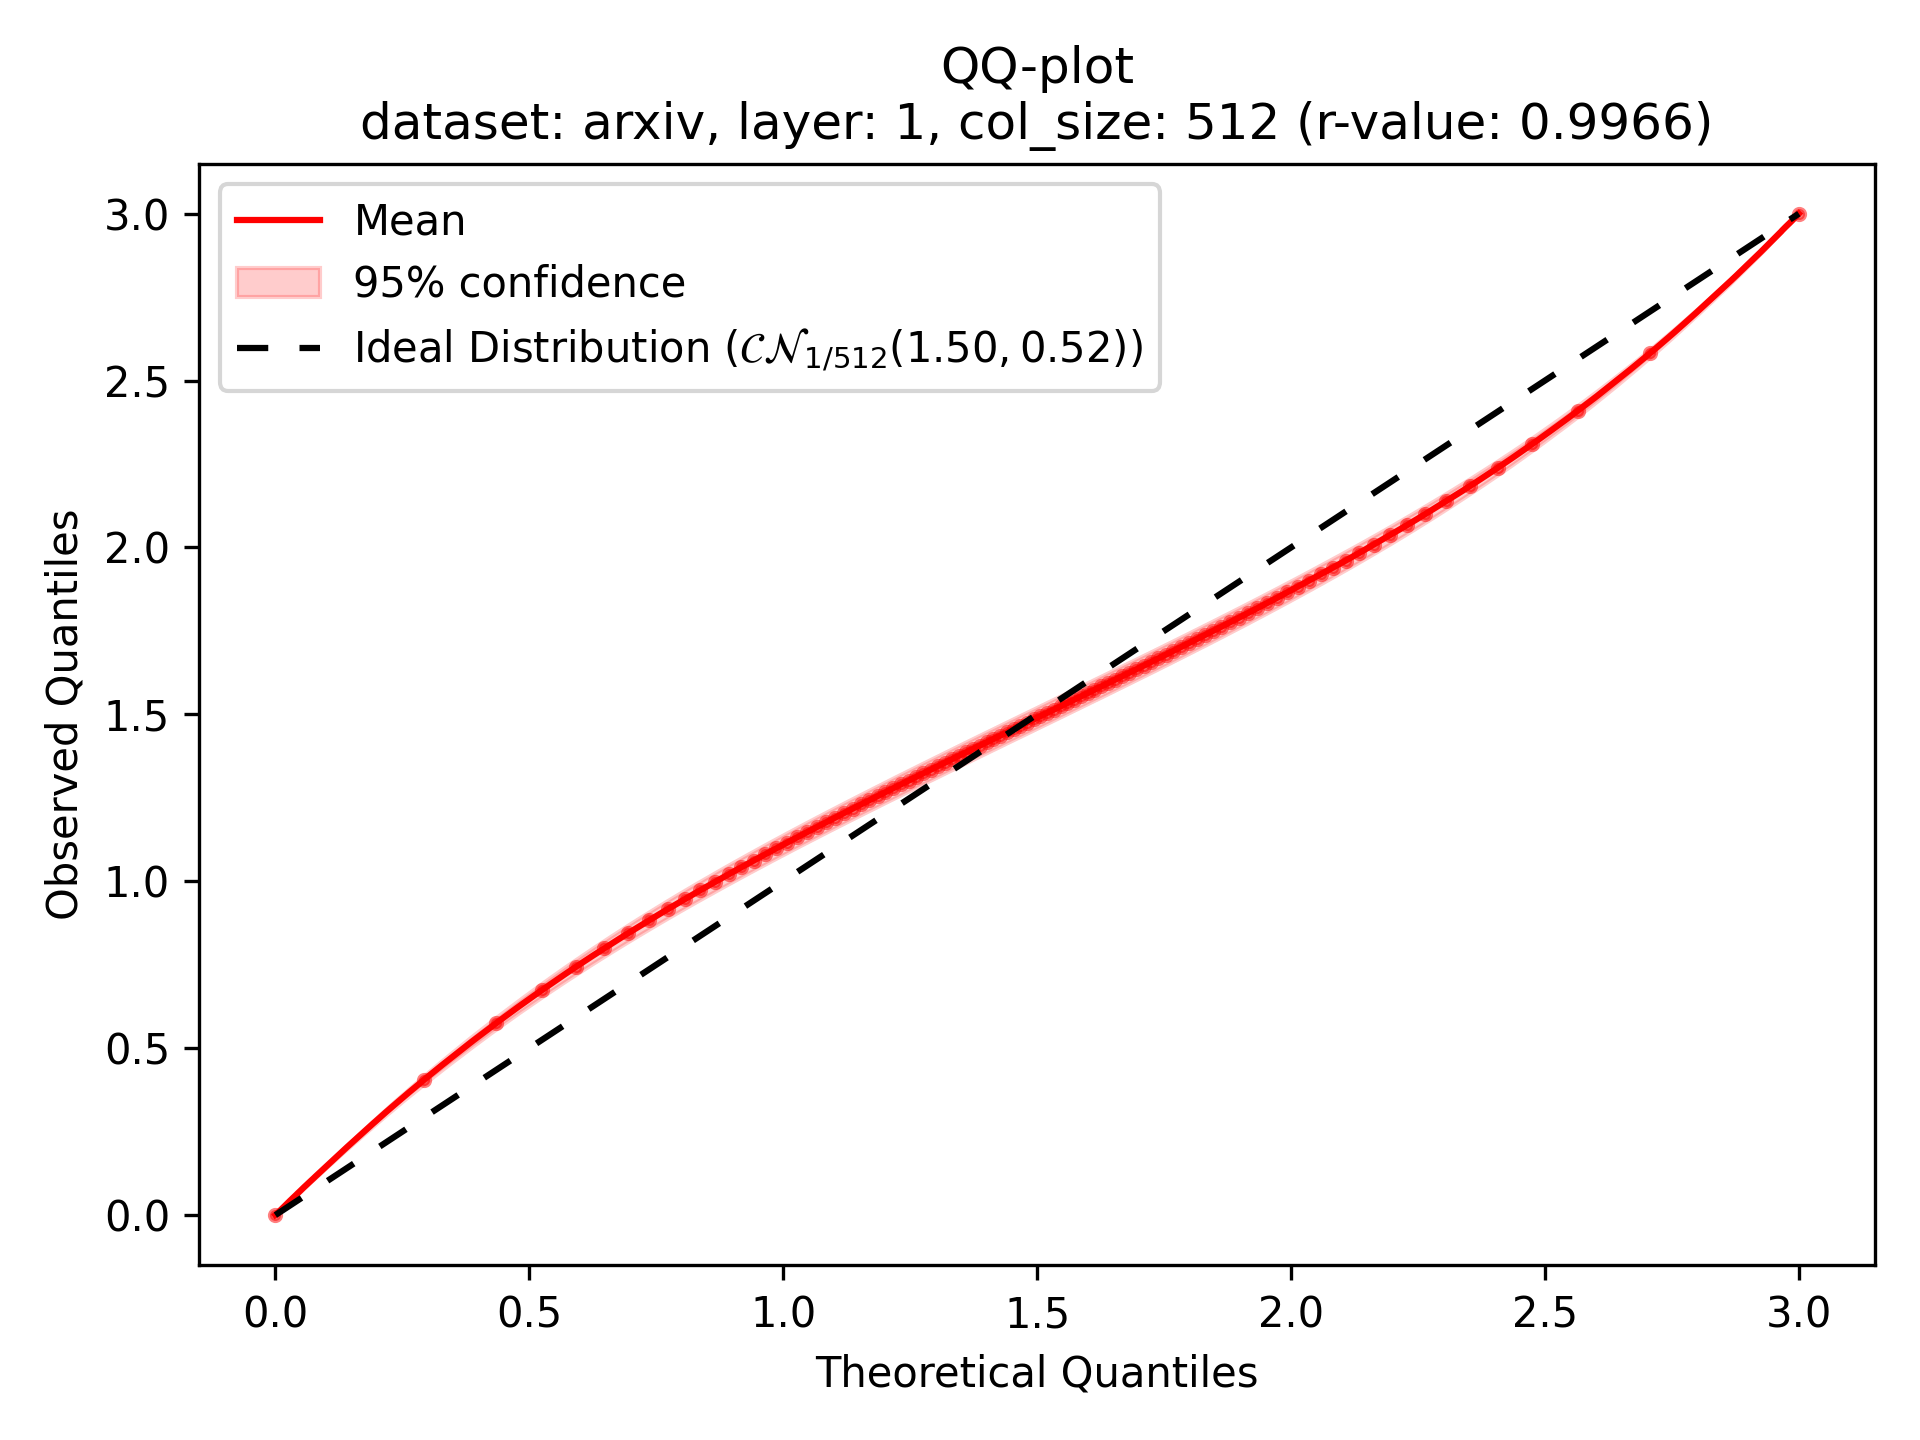 QQ-plot
dataset: arxiv, layer: 1, col_size: 512 (r-value: 0.9966)
Mean
95% confidence
Ideal Distribution (𝒞𝒩₁/₅₁₂(1.50, 0.52))
3.0
2.5
2.0
1.5
1.0
0.5
0.0
Observed Quantiles
0.0 0.5 1.0 1.5 2.0 2.5 3.0
Theoretical Quantiles